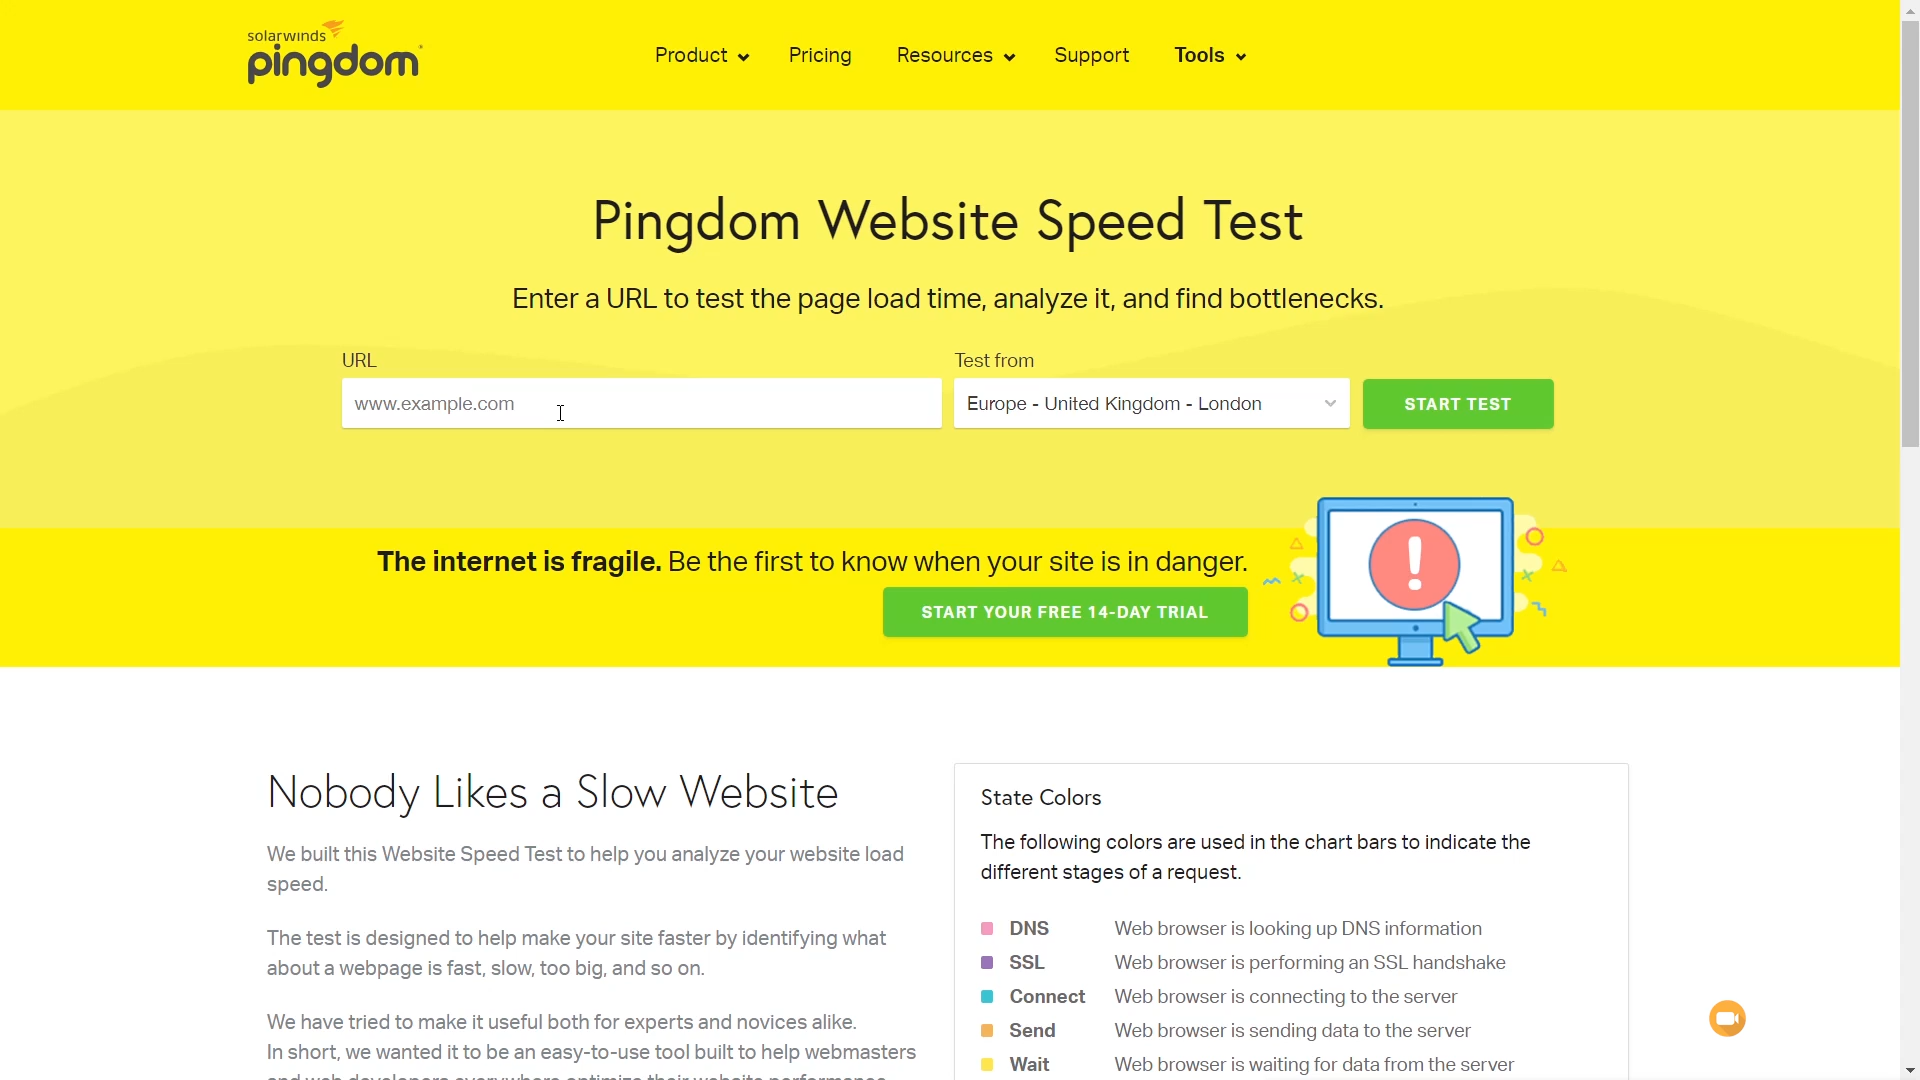 solarwinds
pingdom
Product
Pricing
Resources
Support
Tools
Pingdom Website Speed Test
Enter a URL to test the page load time, analyze it, and find bottlenecks.
URL
Test from
www.example.com
Europe - United Kingdom - London
START TEST
The internet is fragile. Be the first to know when your site is in danger.
START YOUR FREE 14-DAY TRIAL
Nobody Likes a Slow Website
We built this Website Speed Test to help you analyze your website load
speed.
The test is designed to help make your site faster by identifying what
about a webpage is fast, slow, too big, and so on.
We have tried to make it useful both for experts and novices alike.
In short, we wanted it to be an easy-to-use tool built to help webmasters
and web developers everywhere optimize their website performance.
State Colors
The following colors are used in the chart bars to indicate the
different stages of a request.
DNS Web browser is looking up DNS information
SSL Web browser is performing an SSL handshake
Connect Web browser is connecting to the server
Send Web browser is sending data to the server
Wait Web browser is waiting for data from the server